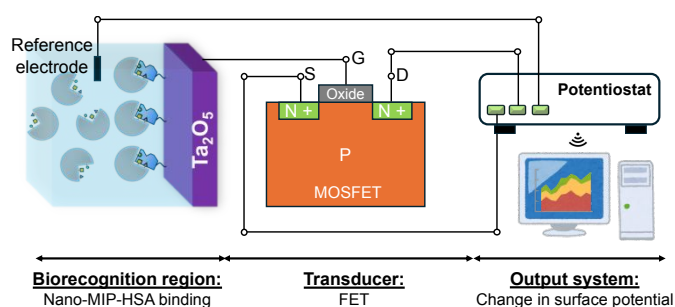 Reference
electrode
Ta2O5
G
S
D
Oxide
N +
N +
P
MOSFET
Potentiostat
Biorecognition region:
Nano-MIP-HSA binding
Transducer:
FET
Output system:
Change in surface potential